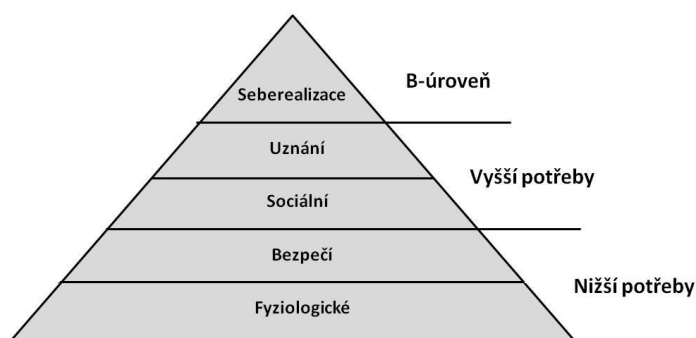 B-úroveň
Seberealizace
Uznání
Vyšší potřeby
Sociální
Bezpečí
Nižší potřeby
Fyziologické